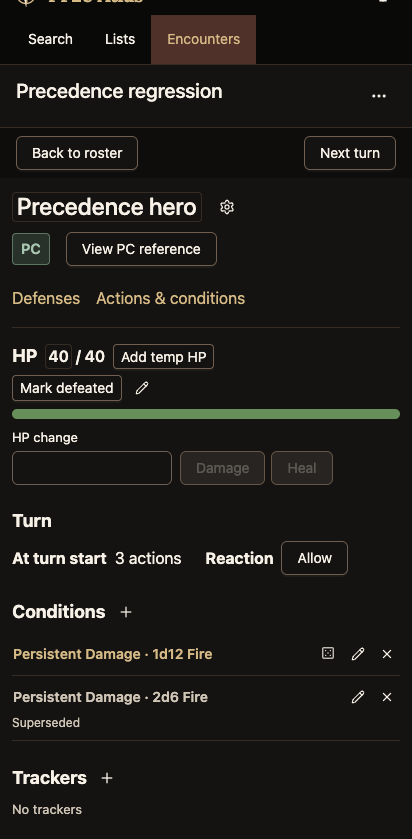 Search Lists Encounters
Precedence regression
Back to roster Next turn
Precedence hero
PC View PC reference
Defenses Actions & conditions
HP 40 / 40 Add temp HP
Mark defeated
HP change
Damage Heal
Turn
At turn start 3 actions Reaction Allow
Conditions +
Persistent Damage · 1d12 Fire
Persistent Damage · 2d6 Fire
Superseded
Trackers +
No trackers